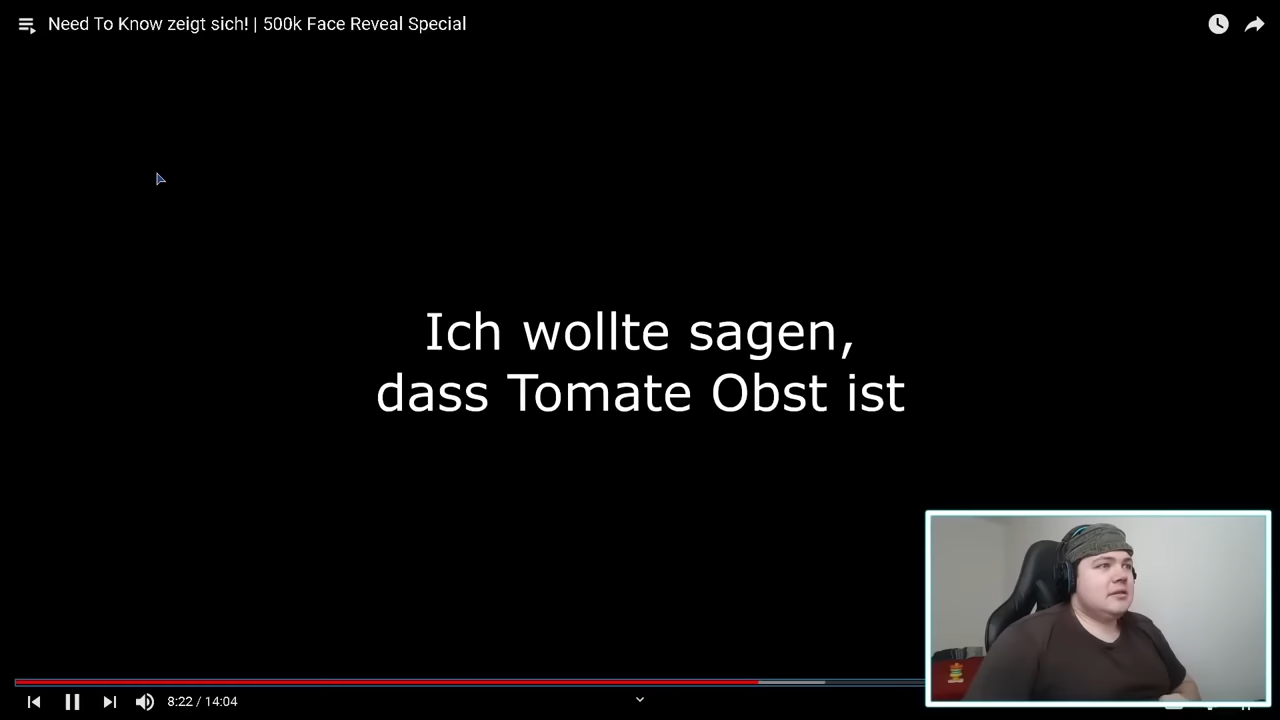 Need To Know zeigt sich! | 500k Face Reveal Special
Ich wollte sagen,
dass Tomate Obst ist
8:22 / 14:04